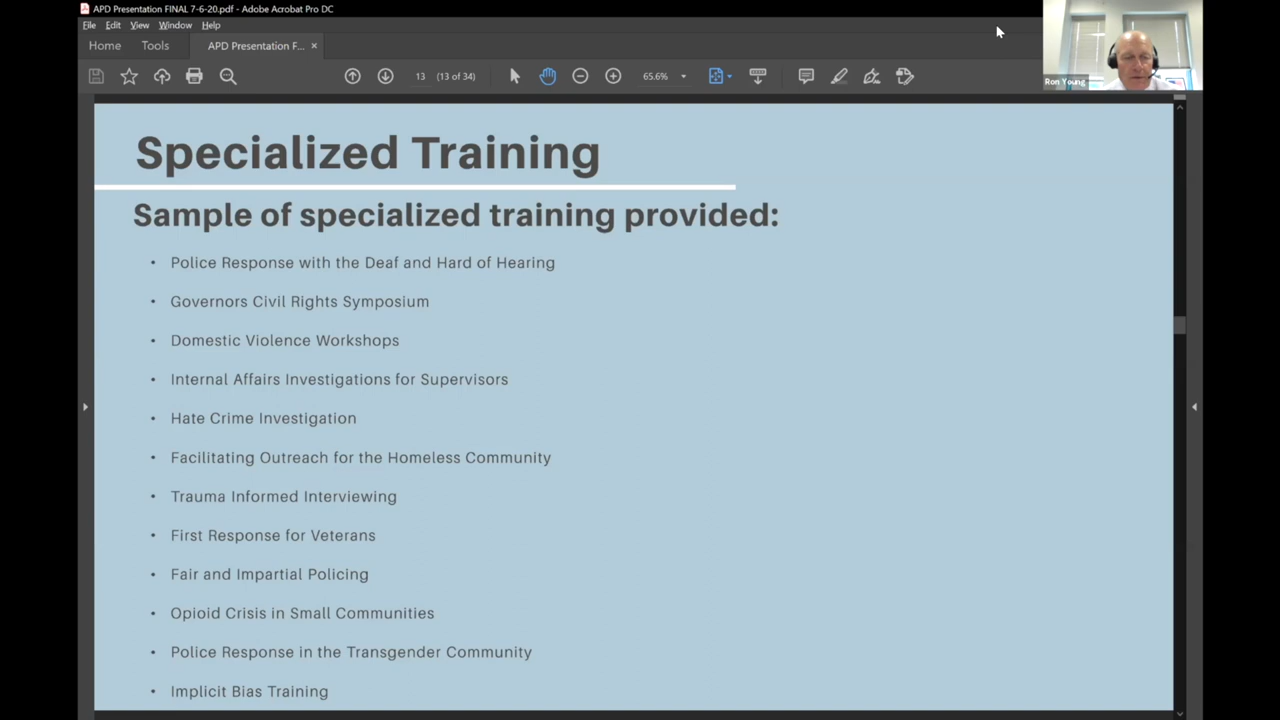 APD Presentation FINAL 7-6-20.pdf - Adobe Acrobat Pro DC
File Edit View Window Help
Home Tools APD Presentation F... ×
13 (13 of 34) 65.6%
Ron Young
Specialized Training
Sample of specialized training provided:
• Police Response with the Deaf and Hard of Hearing
• Governors Civil Rights Symposium
• Domestic Violence Workshops
• Internal Affairs Investigations for Supervisors
• Hate Crime Investigation
• Facilitating Outreach for the Homeless Community
• Trauma Informed Interviewing
• First Response for Veterans
• Fair and Impartial Policing
• Opioid Crisis in Small Communities
• Police Response in the Transgender Community
• Implicit Bias Training